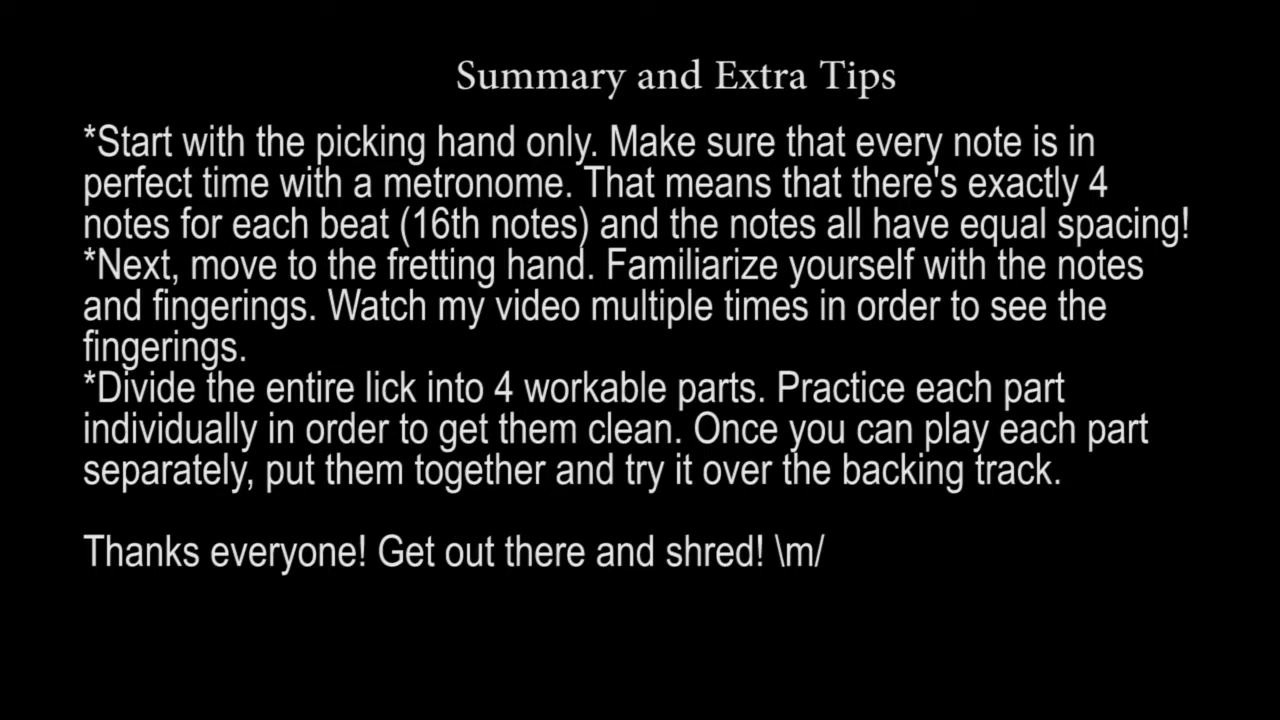 Summary and Extra Tips
*Start with the picking hand only. Make sure that every note is in
perfect time with a metronome. That means that there's exactly 4
notes for each beat (16th notes) and the notes all have equal spacing!
*Next, move to the fretting hand. Familiarize yourself with the notes
and fingerings. Watch my video multiple times in order to see the
fingerings.
*Divide the entire lick into 4 workable parts. Practice each part
individually in order to get them clean. Once you can play each part
separately, put them together and try it over the backing track.
Thanks everyone! Get out there and shred! \m/